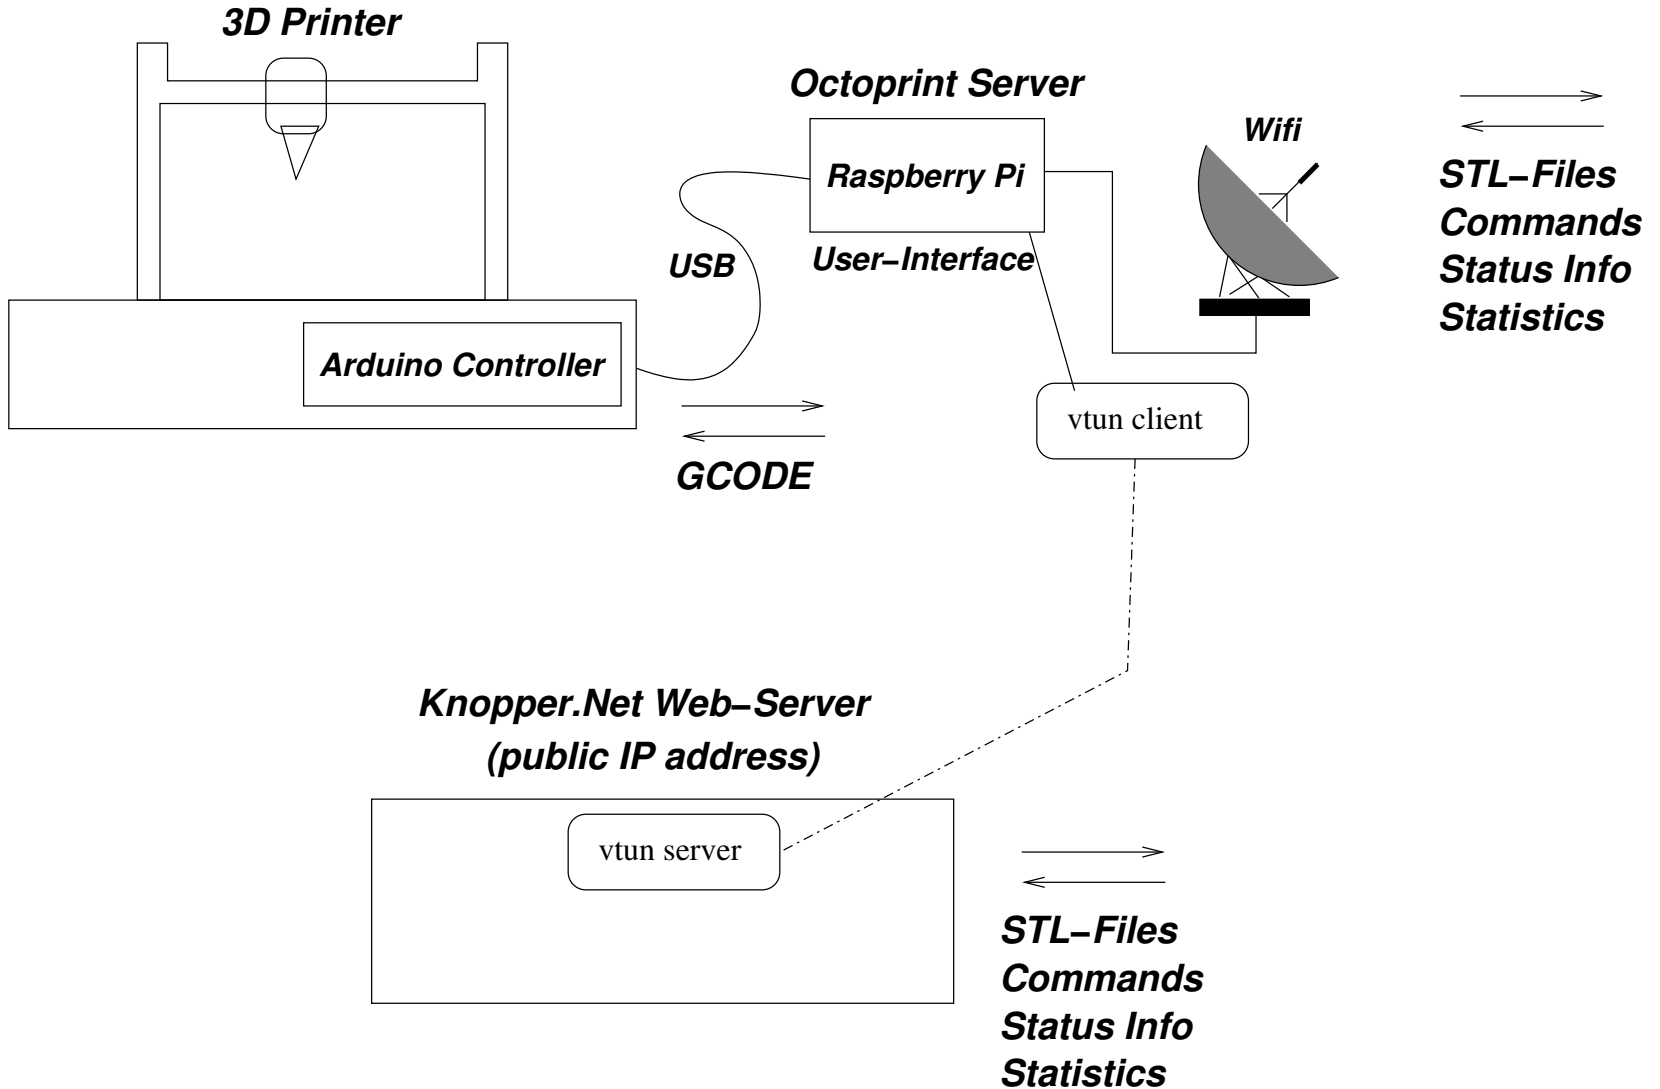 3D Printer
Octoprint Server
Wifi
Raspberry Pi
STL–Files
Commands
Status Info
Statistics
User–Interface
USB
Arduino Controller
vtun client
GCODE
Knopper.Net Web–Server
(public IP address)
vtun server
STL–Files
Commands
Status Info
Statistics